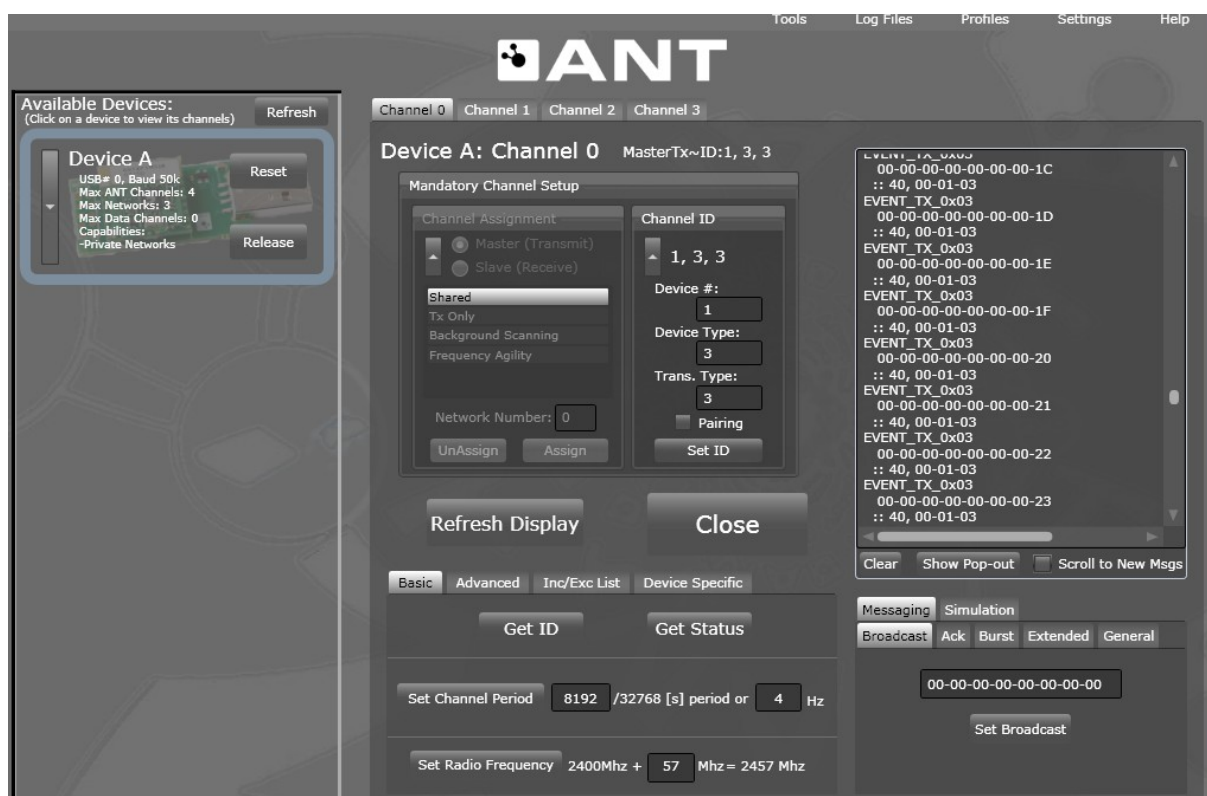 Tools Log Files Profiles Settings Help
ANT
Available Devices:
(Click on a device to view its channels)
Refresh
Device A
USB# 0, Baud 50k
Max ANT Channels: 4
Max Networks: 3
Max Data Channels: 0
Capabilities:
-Private Networks
Reset
Release
Channel 0 Channel 1 Channel 2 Channel 3
Device A: Channel 0 MasterTx~ID:1, 3, 3
Mandatory Channel Setup
Channel Assignment
Master (Transmit)
Slave (Receive)
Shared
Tx Only
Background Scanning
Frequency Agility
Network Number: 0
UnAssign Assign
Channel ID
1, 3, 3
Device #:
1
Device Type:
3
Trans. Type:
3
Pairing
Set ID
Refresh Display Close
Basic Advanced Inc/Exc List Device Specific
Get ID Get Status
Set Channel Period 8192 /32768 [s] period or 4 Hz
Set Radio Frequency 2400Mhz + 57 Mhz= 2457 Mhz
EVENT_TX_0x03
00-00-00-00-00-00-00-1C
:: 40, 00-01-03
EVENT_TX_0x03
00-00-00-00-00-00-00-1D
:: 40, 00-01-03
EVENT_TX_0x03
00-00-00-00-00-00-00-1E
:: 40, 00-01-03
EVENT_TX_0x03
00-00-00-00-00-00-00-1F
:: 40, 00-01-03
EVENT_TX_0x03
00-00-00-00-00-00-00-20
:: 40, 00-01-03
EVENT_TX_0x03
00-00-00-00-00-00-00-21
:: 40, 00-01-03
EVENT_TX_0x03
00-00-00-00-00-00-00-22
:: 40, 00-01-03
EVENT_TX_0x03
00-00-00-00-00-00-00-23
:: 40, 00-01-03
Clear Show Pop-out Scroll to New Msgs
Messaging Simulation
Broadcast Ack Burst Extended General
00-00-00-00-00-00-00-00
Set Broadcast